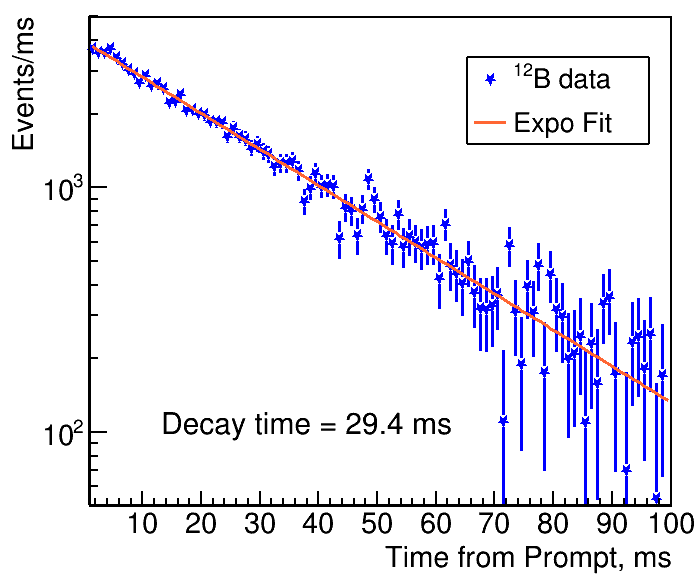 Events/ms
¹²B data
Expo Fit
10³
10²
Decay time = 29.4 ms
10 20 30 40 50 60 70 80 90 100
Time from Prompt, ms